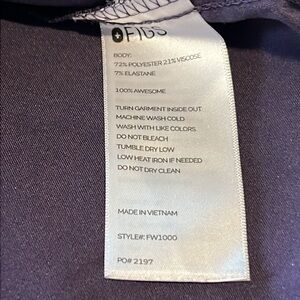 FIGS
BODY:
72% POLYESTER 21% VISCOSE
7% ELASTANE
100% AWESOME
TURN GARMENT INSIDE OUT
MACHINE WASH COLD
WASH WITH LIKE COLORS
DO NOT BLEACH
TUMBLE DRY LOW
LOW HEAT IRON IF NEEDED
DO NOT DRY CLEAN
MADE IN VIETNAM
STYLE#: FW1000
PO# 2197